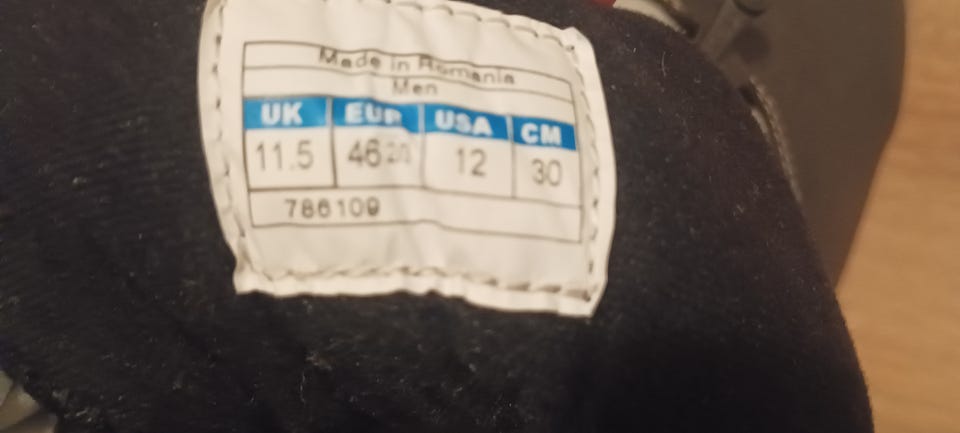 Made in Romania
Men
UK EUR USA CM
11.5 46 12 30
786109